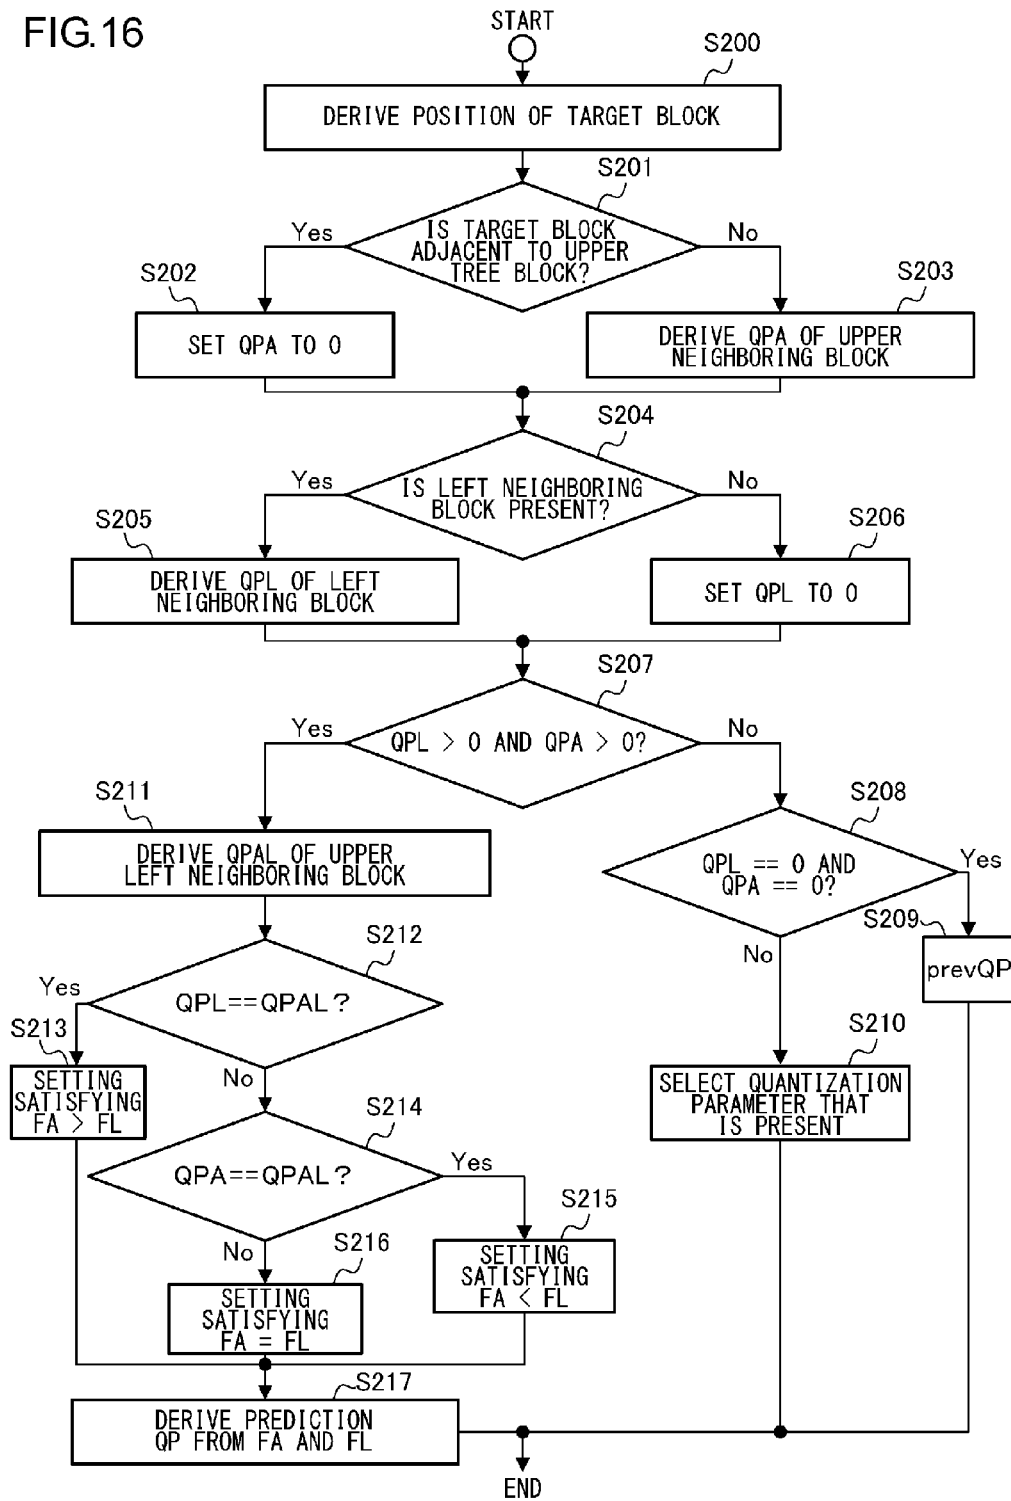 FIG.16
START
S200
DERIVE POSITION OF TARGET BLOCK
S201
IS TARGET BLOCK
ADJACENT TO UPPER
TREE BLOCK?
Yes
No
S202
SET QPA TO 0
S203
DERIVE QPA OF UPPER
NEIGHBORING BLOCK
S204
IS LEFT NEIGHBORING
BLOCK PRESENT?
Yes
No
S205
DERIVE QPL OF LEFT
NEIGHBORING BLOCK
S206
SET QPL TO 0
S207
QPL > 0 AND QPA > 0?
Yes
No
S211
DERIVE QPAL OF UPPER
LEFT NEIGHBORING BLOCK
S208
QPL == 0 AND
QPA == 0?
Yes
No
S209
prevQP
S212
QPL==QPAL?
Yes
No
S213
SETTING
SATISFYING
FA > FL
S210
SELECT QUANTIZATION
PARAMETER THAT
IS PRESENT
S214
QPA==QPAL?
Yes
No
S215
SETTING
SATISFYING
FA < FL
S216
SETTING
SATISFYING
FA = FL
S217
DERIVE PREDICTION
QP FROM FA AND FL
END